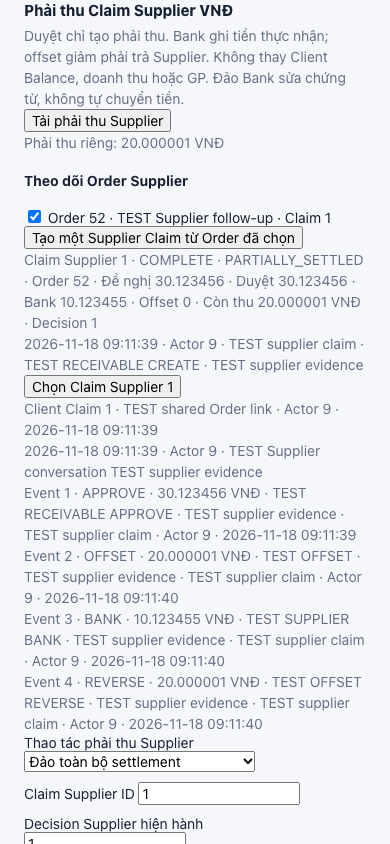 Phải thu Claim Supplier VNĐ
Duyệt chỉ tạo phải thu. Bank ghi tiền thực nhận;
offset giảm phải trả Supplier. Không thay Client
Balance, doanh thu hoặc GP. Đảo Bank sửa chứng
từ, không tự chuyển tiền.
Tải phải thu Supplier
Phải thu riêng: 20.000001 VNĐ
Theo dõi Order Supplier
Order 52 · TEST Supplier follow-up · Claim 1
Tạo một Supplier Claim từ Order đã chọn
Claim Supplier 1 · COMPLETE · PARTIALLY_SETTLED
· Order 52 · Đề nghị 30.123456 · Duyệt 30.123456 ·
Bank 10.123455 · Offset 0 · Còn thu 20.000001 VNĐ
· Decision 1
2026-11-18 09:11:39 · Actor 9 · TEST supplier claim ·
TEST RECEIVABLE CREATE · TEST supplier evidence
Chọn Claim Supplier 1
Client Claim 1 · TEST shared Order link · Actor 9 ·
2026-11-18 09:11:39
2026-11-18 09:11:39 · Actor 9 · TEST Supplier
conversation TEST supplier evidence
Event 1 · APPROVE · 30.123456 VNĐ · TEST
RECEIVABLE APPROVE · TEST supplier evidence ·
TEST supplier claim · Actor 9 · 2026-11-18 09:11:39
Event 2 · OFFSET · 20.000001 VNĐ · TEST OFFSET ·
TEST supplier evidence · TEST supplier claim · Actor
9 · 2026-11-18 09:11:40
Event 3 · BANK · 10.123455 VNĐ · TEST SUPPLIER
BANK · TEST supplier evidence · TEST supplier claim
· Actor 9 · 2026-11-18 09:11:40
Event 4 · REVERSE · 20.000001 VNĐ · TEST OFFSET
REVERSE · TEST supplier evidence · TEST supplier
claim · Actor 9 · 2026-11-18 09:11:40
Thao tác phải thu Supplier
Đảo toàn bộ settlement
Claim Supplier ID 1
Decision Supplier hiện hành
1